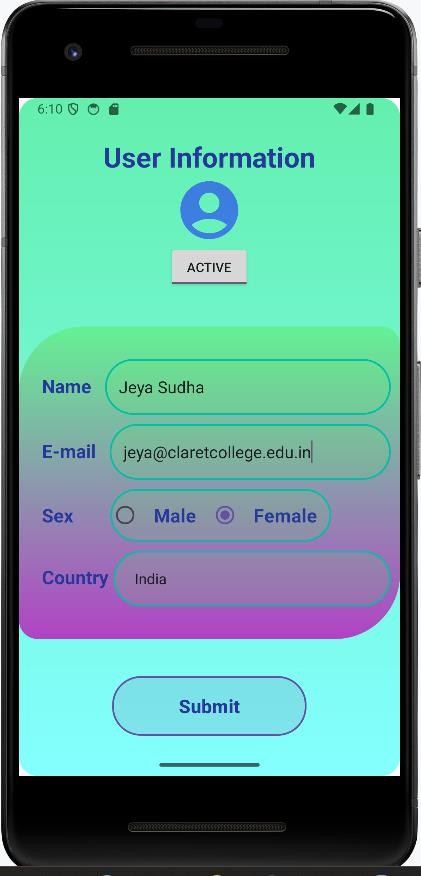 6:10
User Information
ACTIVE
Name Jeya Sudha
E-mail jeya@claretcollege.edu.in
Sex Male Female
Country India
Submit